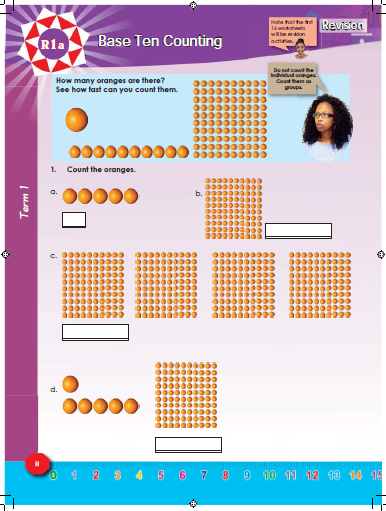 R1a
Base Ten Counting
Note that the first
16 worksheets
will be revision
activities.
Revision
How many oranges are there?
See how fast can you count them.
Do not count the
individual oranges.
Count them as
groups.
1. Count the oranges.
a.
b.
Term 1
c.
d.
ii
0 1 2 3 4 5 6 7 8 9 10 11 12 13 14 15